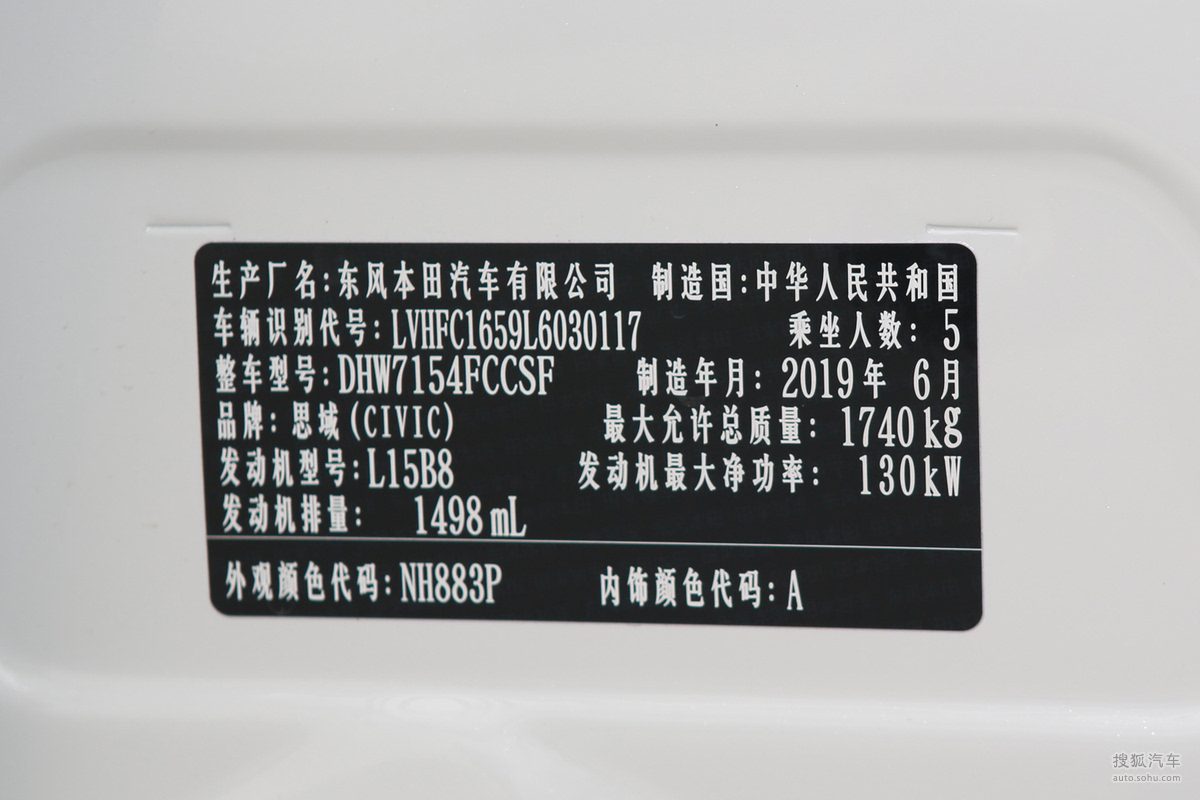 生产厂名:东风本田汽车有限公司 制造国:中华人民共和国
车辆识别代号:LVHFC1659L6030117 乘坐人数: 5
整车型号:DHW7154FCCSF 制造年月: 2019年 6月
品牌: 思域(CIVIC) 最大允许总质量: 1740kg
发动机型号:L15B8 发动机最大净功率: 130kW
发动机排量: 1498mL
外观颜色代码:NH883P 内饰颜色代码: A
搜狐汽车
auto.sohu.com